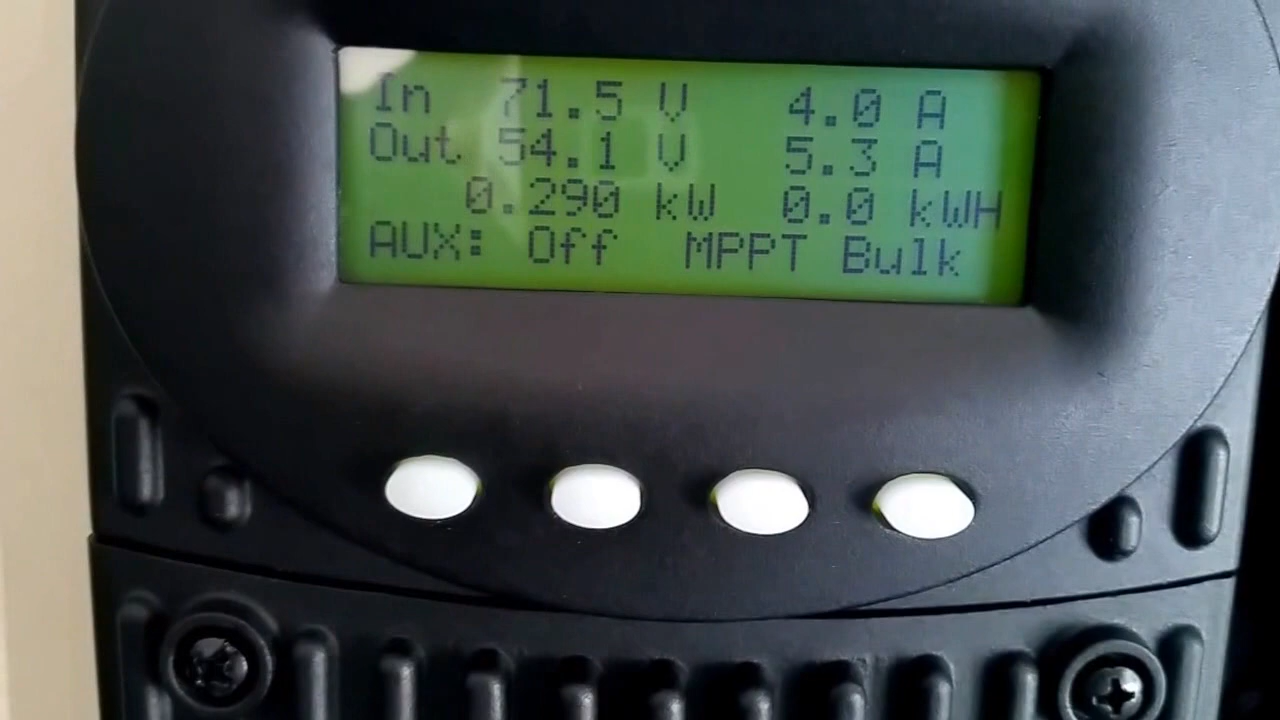 In 71.5 V 4.0 A
Out 54.1 V 5.3 A
0.290 kW 0.0 kWH
AUX: Off MPPT Bulk